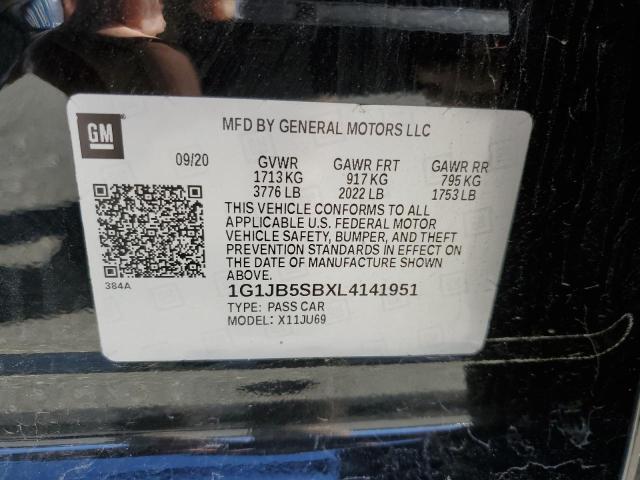 GM
MFD BY GENERAL MOTORS LLC
09/20 GVWR GAWR FRT GAWR RR
1713 KG 917 KG 795 KG
3776 LB 2022 LB 1753 LB
THIS VEHICLE CONFORMS TO ALL
APPLICABLE U.S. FEDERAL MOTOR
VEHICLE SAFETY, BUMPER, AND THEFT
PREVENTION STANDARDS IN EFFECT ON
THE DATE OF MANUFACTURE SHOWN
ABOVE.
384A
1G1JB5SBXL4141951
TYPE: PASS CAR
MODEL: X11JU69